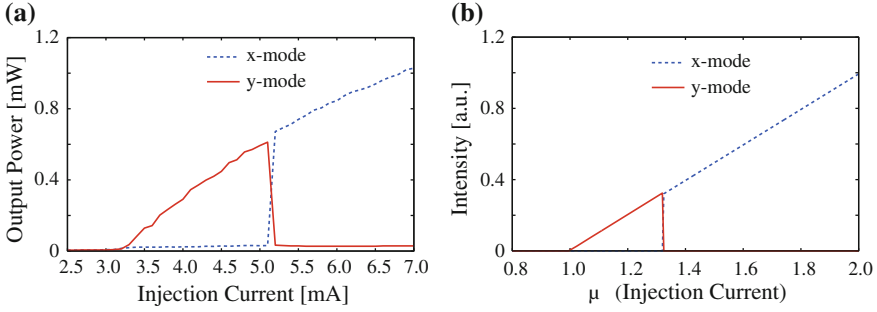 (a)
1.2
0.8
0.4
0
Output Power [mW]
x-mode
y-mode
2.5 3.0 3.5 4.0 4.5 5.0 5.5 6.0 6.5 7.0
Injection Current [mA]
(b)
1.2
0.8
0.4
0
Intensity [a.u.]
x-mode
y-mode
0.8 1.0 1.2 1.4 1.6 1.8 2.0
μ (Injection Current)